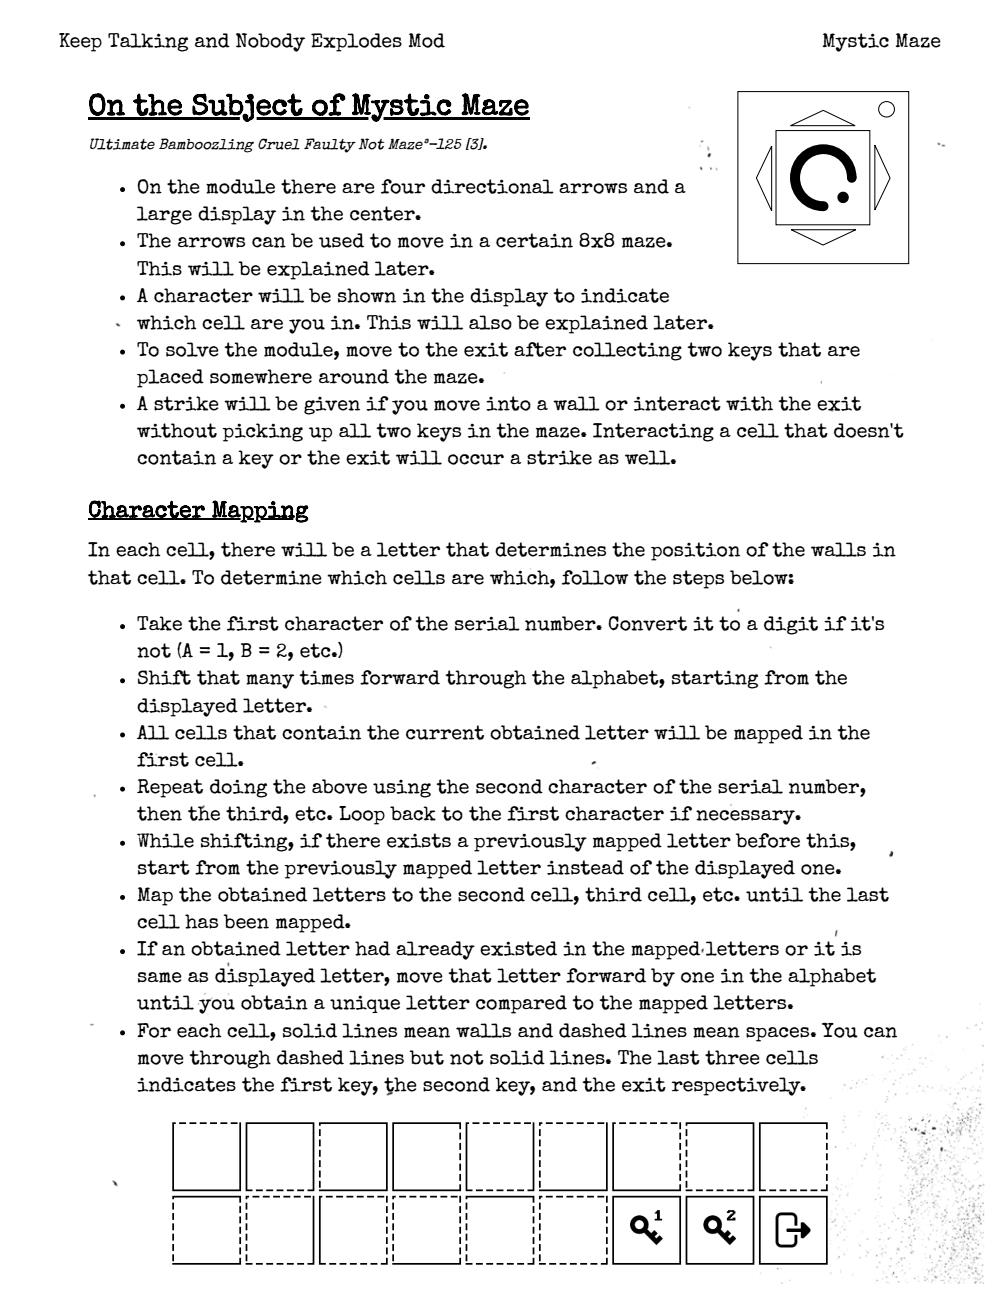 Keep Talking and Nobody Explodes Mod
Mystic Maze
On the Subject of Mystic Maze
Ultimate Bamboozling Cruel Faulty Not Maze³-125 [3].
• On the module there are four directional arrows and a
large display in the center.
• The arrows can be used to move in a certain 8x8 maze.
This will be explained later.
• A character will be shown in the display to indicate
which cell are you in. This will also be explained later.
• To solve the module, move to the exit after collecting two keys that are
placed somewhere around the maze.
• A strike will be given if you move into a wall or interact with the exit
without picking up all two keys in the maze. Interacting a cell that doesn't
contain a key or the exit will occur a strike as well.
Character Mapping
In each cell, there will be a letter that determines the position of the walls in
that cell. To determine which cells are which, follow the steps below:
• Take the first character of the serial number. Convert it to a digit if it's
not (A = 1, B = 2, etc.)
• Shift that many times forward through the alphabet, starting from the
displayed letter.
• All cells that contain the current obtained letter will be mapped in the
first cell.
• Repeat doing the above using the second character of the serial number,
then the third, etc. Loop back to the first character if necessary.
• While shifting, if there exists a previously mapped letter before this,
start from the previously mapped letter instead of the displayed one.
• Map the obtained letters to the second cell, third cell, etc. until the last
cell has been mapped.
• If an obtained letter had already existed in the mapped letters or it is
same as displayed letter, move that letter forward by one in the alphabet
until you obtain a unique letter compared to the mapped letters.
• For each cell, solid lines mean walls and dashed lines mean spaces. You can
move through dashed lines but not solid lines. The last three cells
indicates the first key, the second key, and the exit respectively.
1 2